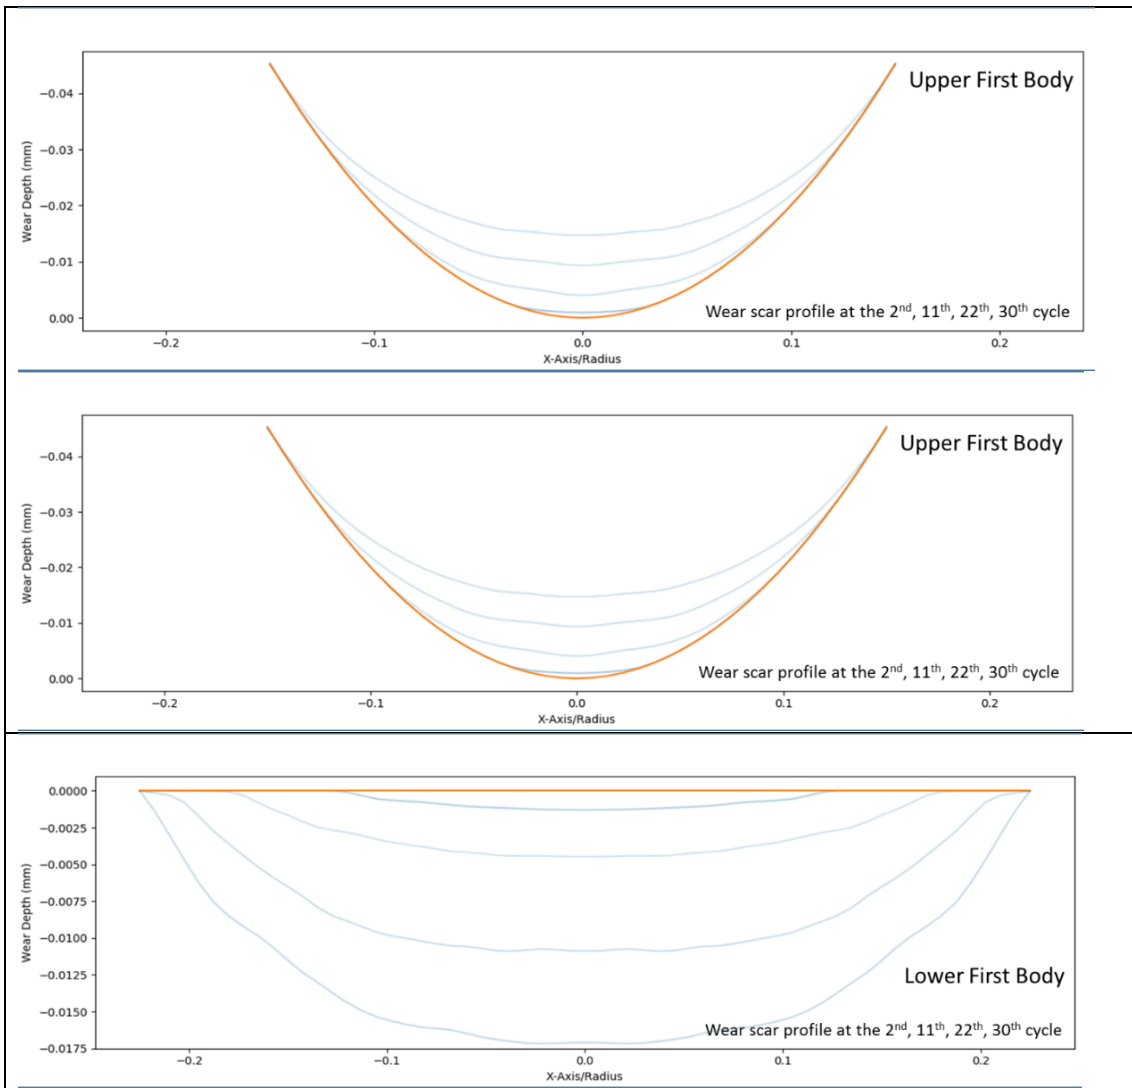 Upper First Body
−0.04
−0.03
−0.02
−0.01
0.00
Wear Depth (mm)
Wear scar profile at the 2nd, 11th, 22th, 30th cycle
−0.2 −0.1 0.0 0.1 0.2
X-Axis/Radius
Upper First Body
−0.04
−0.03
−0.02
−0.01
0.00
Wear Depth (mm)
Wear scar profile at the 2nd, 11th, 22th, 30th cycle
−0.2 −0.1 0.0 0.1 0.2
X-Axis/Radius
0.0000
−0.0025
−0.0050
−0.0075
−0.0100
−0.0125
−0.0150
−0.0175
Wear Depth (mm)
Lower First Body
Wear scar profile at the 2nd, 11th, 22th, 30th cycle
−0.2 −0.1 0.0 0.1 0.2
X-Axis/Radius